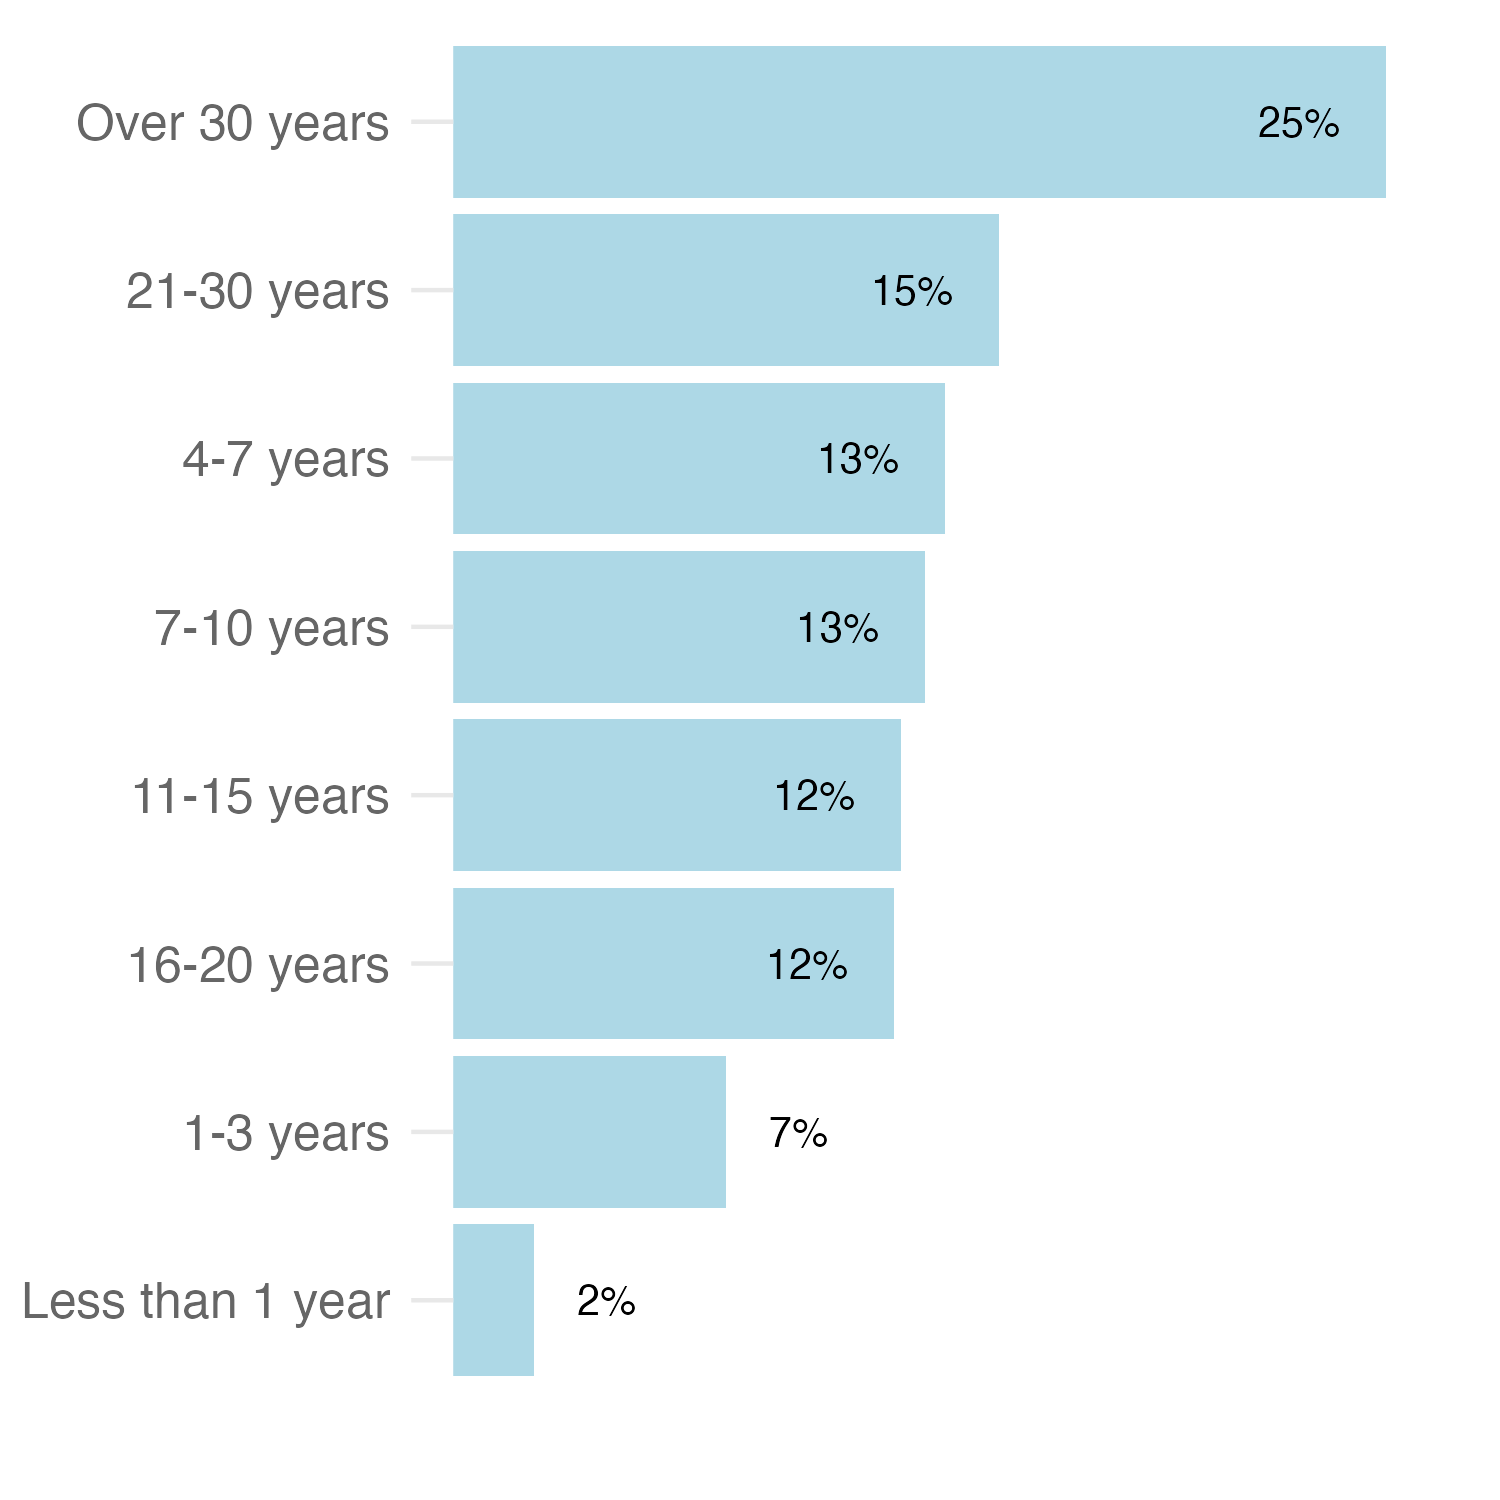 Over 30 years 25%
21-30 years 15%
4-7 years 13%
7-10 years 13%
11-15 years 12%
16-20 years 12%
1-3 years 7%
Less than 1 year 2%